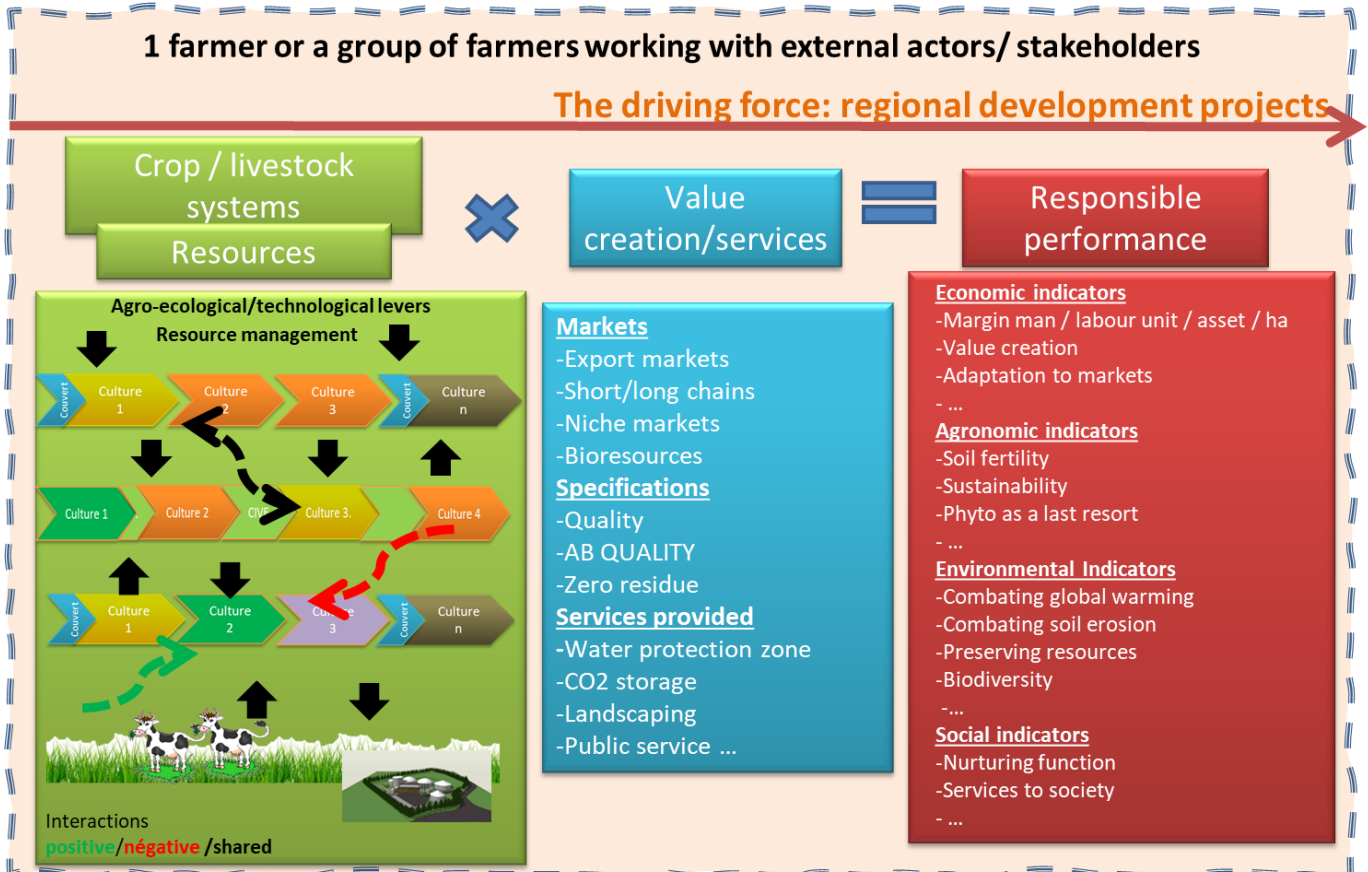 1 farmer or a group of farmers working with external actors/ stakeholders
The driving force: regional development projects
Crop / livestock
systems
Resources
Value
creation/services
Responsible
performance
Agro-ecological/technological levers
Resource management
Couvert
Culture
1
Culture
2
Culture
3
Couvert
Culture
n
Culture 1
Culture 2
CIVE
Culture 3.
Culture 4
Couvert
Culture
1
Culture
2
Culture
3
Couvert
Culture
n
Interactions
positive/négative /shared
Markets
-Export markets
-Short/long chains
-Niche markets
-Bioresources
Specifications
-Quality
-AB QUALITY
-Zero residue
Services provided
-Water protection zone
-CO2 storage
-Landscaping
-Public service ...
Economic indicators
-Margin man / labour unit / asset / ha
-Value creation
-Adaptation to markets
- ...
Agronomic indicators
-Soil fertility
-Sustainability
-Phyto as a last resort
- ...
Environmental Indicators
-Combating global warming
-Combating soil erosion
-Preserving resources
-Biodiversity
-...
Social indicators
-Nurturing function
-Services to society
- ...